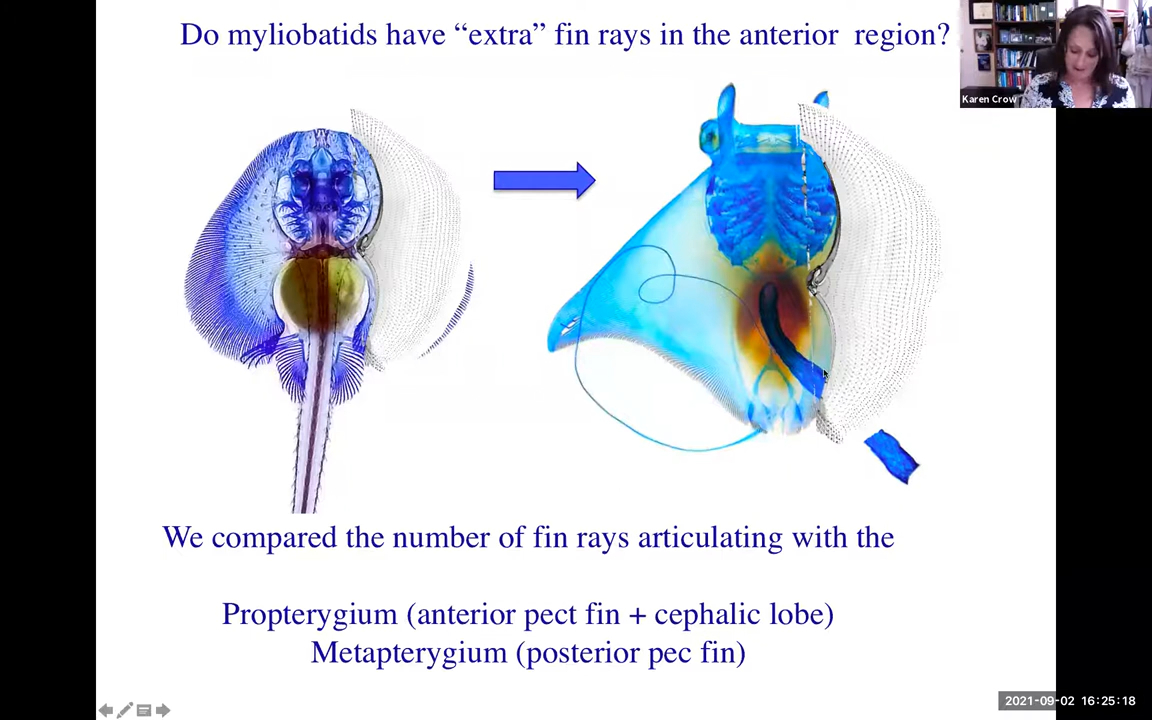 Do myliobatids have “extra” fin rays in the anterior region?
Karen Crow
We compared the number of fin rays articulating with the
Propterygium (anterior pect fin + cephalic lobe)
Metapterygium (posterior pec fin)
2021-09-02 16:25:18